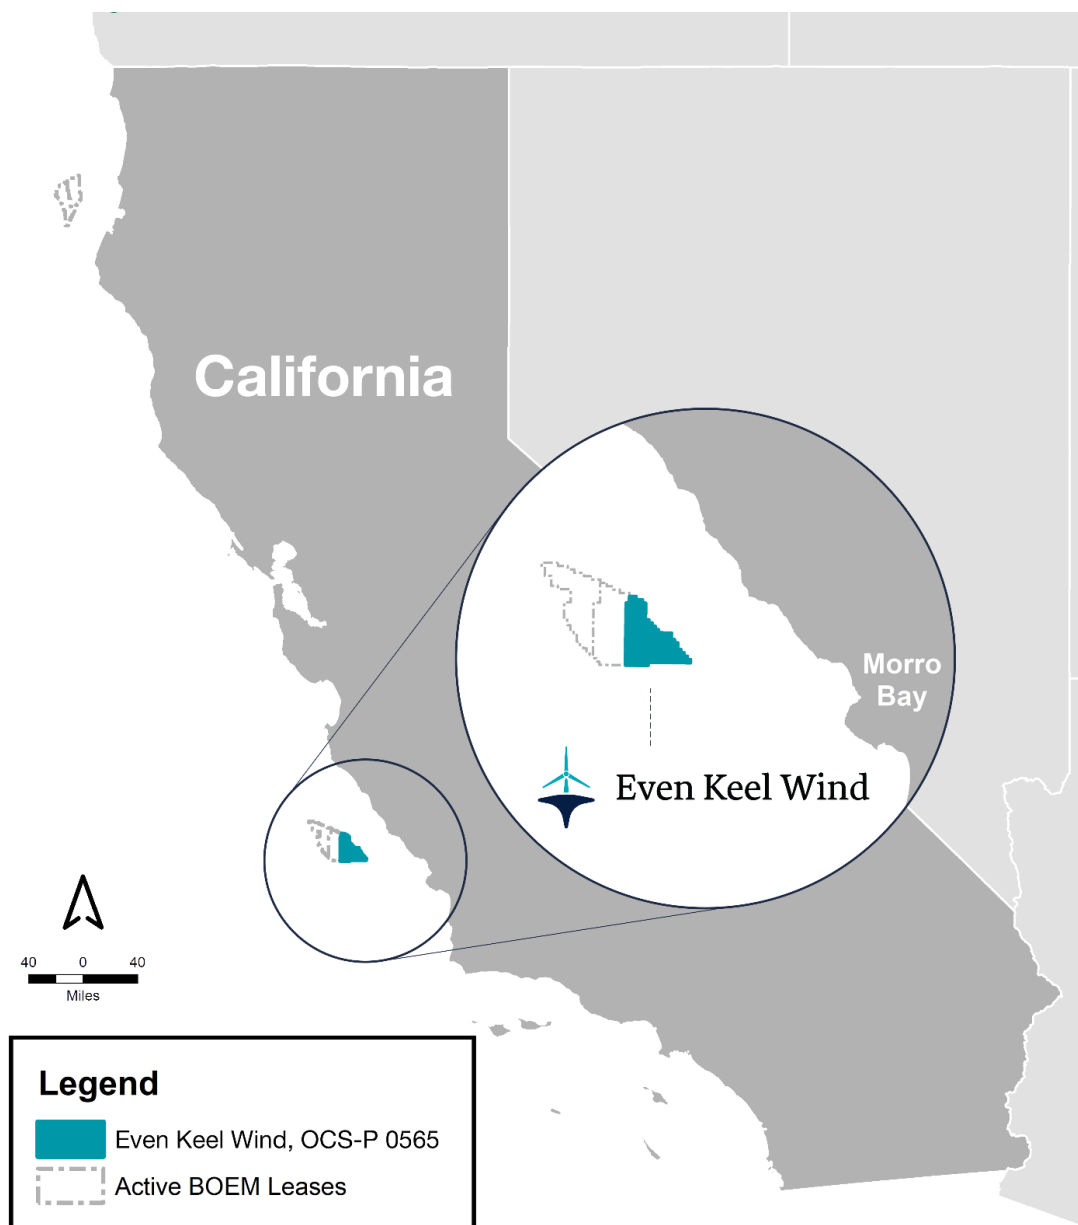 California
Morro
Bay
Even Keel Wind
40 0 40
Miles
Legend
Even Keel Wind, OCS-P 0565
Active BOEM Leases